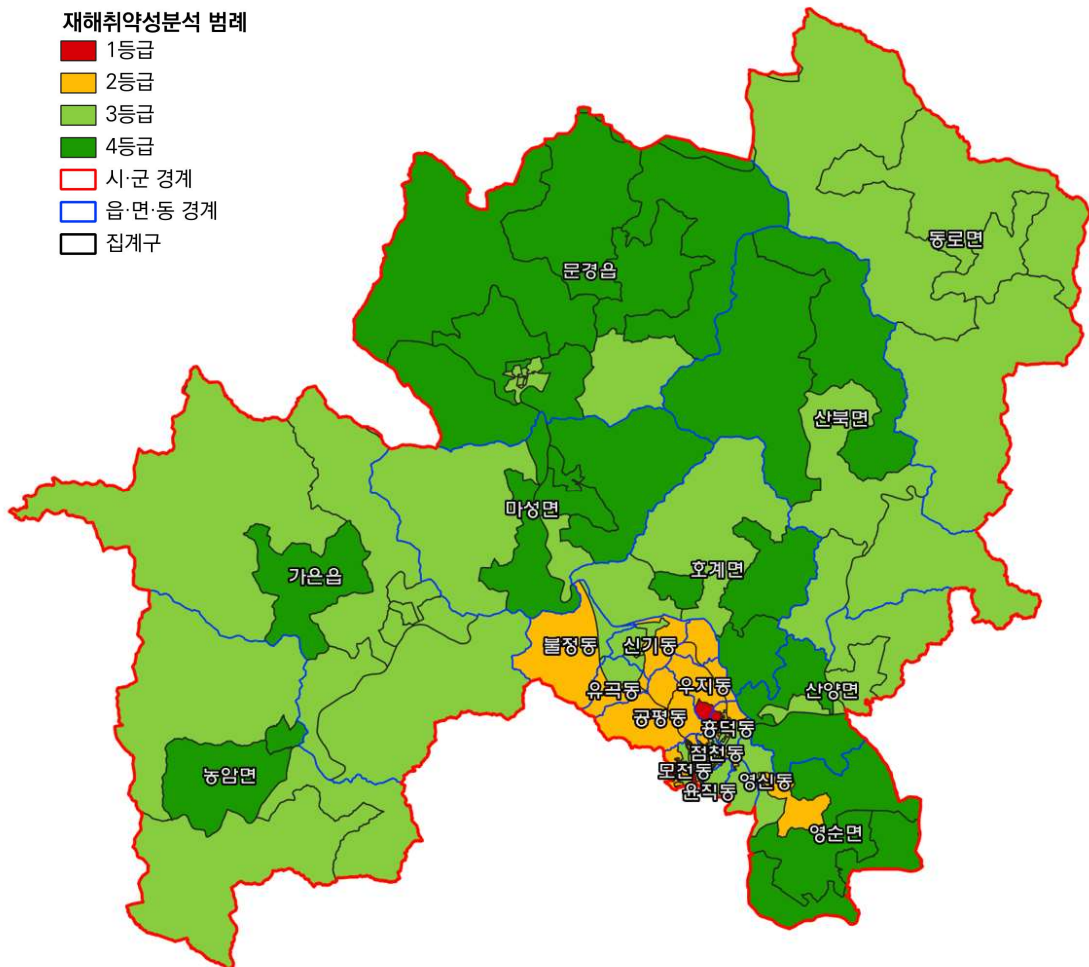 재해취약성분석 범례
1등급
2등급
3등급
4등급
시·군 경계
읍·면·동 경계
집계구
동로면
문경읍
산북면
마성면
가은읍
호계면
불정동
신기동
유곡동
우지동
산양면
공평동
흥덕동
점천동
모전동
영신동
농암면
윤직동
영순면